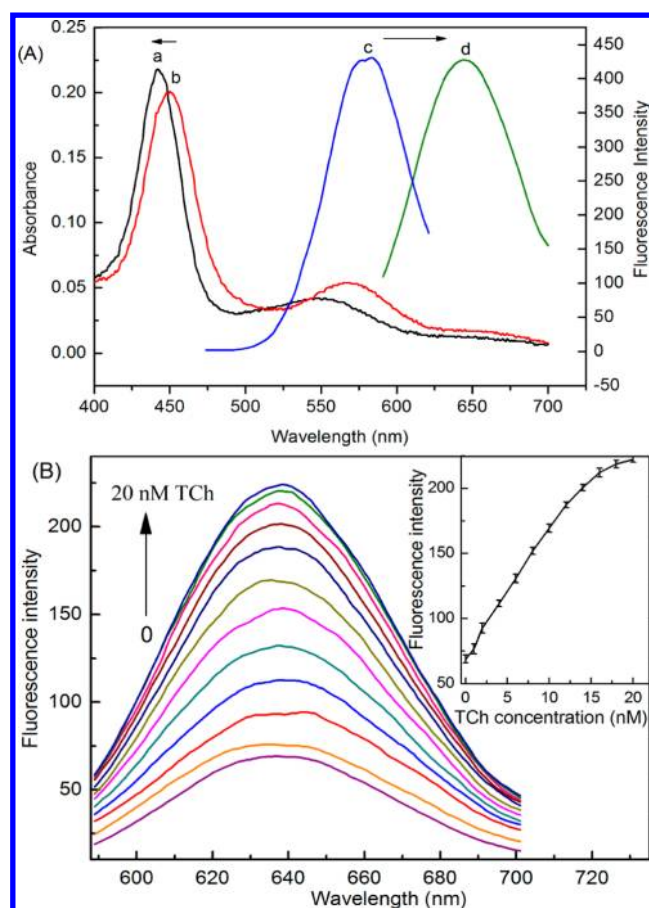 (A)
a
b
c
d
0.25
0.20
0.15
0.10
0.05
0.00
Absorbance
450
400
350
300
250
200
150
100
50
0
-50
Fluorescence Intensity
400 450 500 550 600 650 700
Wavelength (nm)
(B)
20 nM TCh
0
200
150
100
50
Fluorescence intensity
600 620 640 660 680 700 720
Wavelength (nm)
200
150
100
50
Fluorescence intensity
0 5 10 15 20
TCh concentration (nM)